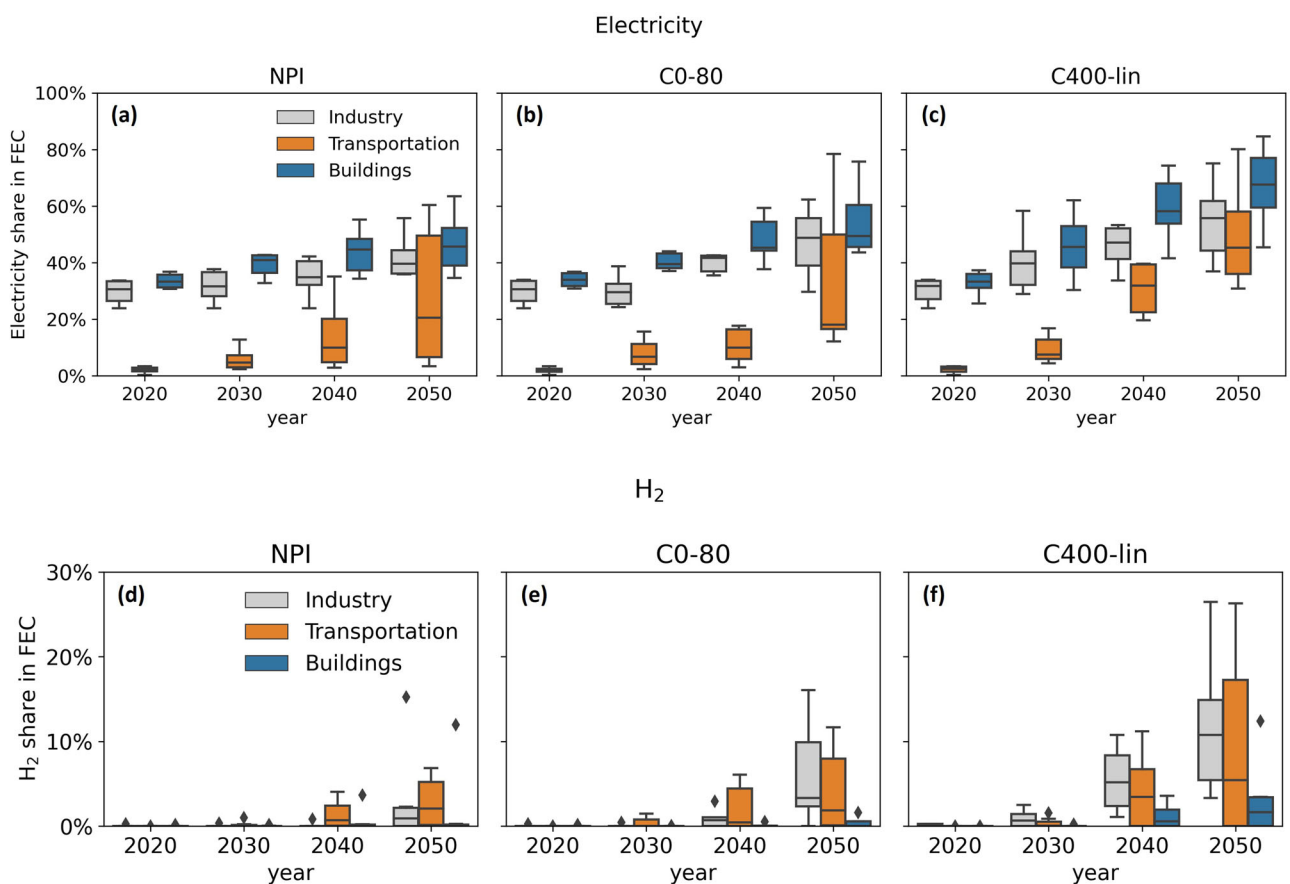 Electricity
NPI
C0-80
C400-lin
Electricity share in FEC
100%
80%
60%
40%
20%
0%
(a)
Industry
Transportation
Buildings
(b)
(c)
2020 2030 2040 2050
year
2020 2030 2040 2050
year
2020 2030 2040 2050
year
H₂
NPI
C0-80
C400-lin
H₂ share in FEC
30%
20%
10%
0%
(d)
Industry
Transportation
Buildings
(e)
(f)
2020 2030 2040 2050
year
2020 2030 2040 2050
year
2020 2030 2040 2050
year